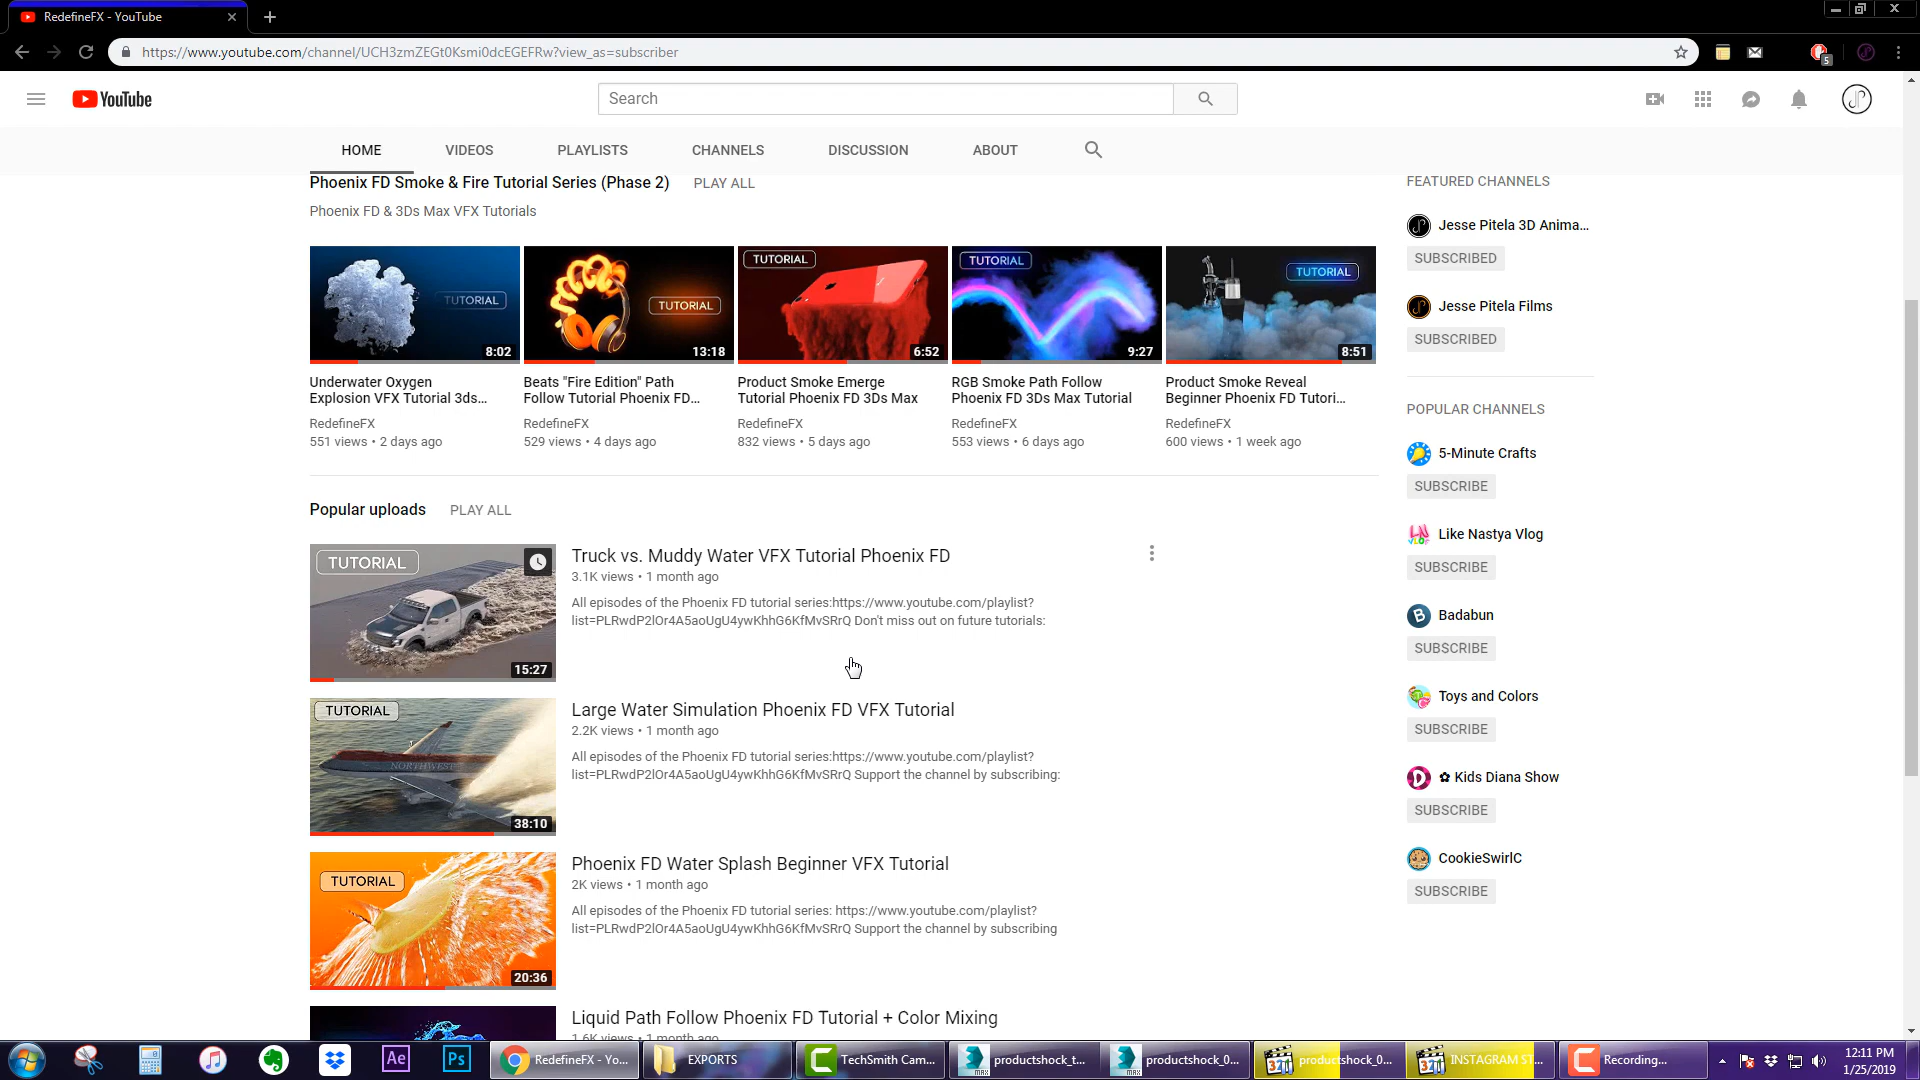 RedefineFX - YouTube
https://www.youtube.com/channel/UCH3zmZEGt0Ksmi0dcEGEFRw?view_as=subscriber
5
YouTube
Search
HOME
VIDEOS
PLAYLISTS
CHANNELS
DISCUSSION
ABOUT
Phoenix FD Smoke & Fire Tutorial Series (Phase 2)
PLAY ALL
Phoenix FD & 3Ds Max VFX Tutorials
TUTORIAL
8:02
TUTORIAL
13:18
TUTORIAL
6:52
TUTORIAL
9:27
TUTORIAL
8:51
Underwater Oxygen
Explosion VFX Tutorial 3ds...
RedefineFX
551 views • 2 days ago
Beats "Fire Edition" Path
Follow Tutorial Phoenix FD...
RedefineFX
529 views • 4 days ago
Product Smoke Emerge
Tutorial Phoenix FD 3Ds Max
RedefineFX
832 views • 5 days ago
RGB Smoke Path Follow
Phoenix FD 3Ds Max Tutorial
RedefineFX
553 views • 6 days ago
Product Smoke Reveal
Beginner Phoenix FD Tutori...
RedefineFX
600 views • 1 week ago
Popular uploads
PLAY ALL
TUTORIAL
15:27
Truck vs. Muddy Water VFX Tutorial Phoenix FD
3.1K views • 1 month ago
All episodes of the Phoenix FD tutorial series:https://www.youtube.com/playlist?
list=PLRwdP2lOr4A5aoUgU4ywKhhG6KfMvSRrQ Don't miss out on future tutorials:
TUTORIAL
NORTHWEST
38:10
Large Water Simulation Phoenix FD VFX Tutorial
2.2K views • 1 month ago
All episodes of the Phoenix FD tutorial series:https://www.youtube.com/playlist?
list=PLRwdP2lOr4A5aoUgU4ywKhhG6KfMvSRrQ Support the channel by subscribing:
TUTORIAL
20:36
Phoenix FD Water Splash Beginner VFX Tutorial
2K views • 1 month ago
All episodes of the Phoenix FD tutorial series: https://www.youtube.com/playlist?
list=PLRwdP2lOr4A5aoUgU4ywKhhG6KfMvSRrQ Support the channel by subscribing
Liquid Path Follow Phoenix FD Tutorial + Color Mixing
1.6K views • 1 month ago
FEATURED CHANNELS
Jesse Pitela 3D Anima...
SUBSCRIBED
Jesse Pitela Films
SUBSCRIBED
POPULAR CHANNELS
5-Minute Crafts
SUBSCRIBE
Like Nastya Vlog
SUBSCRIBE
Badabun
SUBSCRIBE
Toys and Colors
SUBSCRIBE
✿ Kids Diana Show
SUBSCRIBE
CookieSwirlC
SUBSCRIBE
Ae
Ps
RedefineFX - Yo...
EXPORTS
TechSmith Cam...
productshock_t...
productshock_0...
productshock_0...
INSTAGRAM ST...
Recording...
12:11 PM
1/25/2019